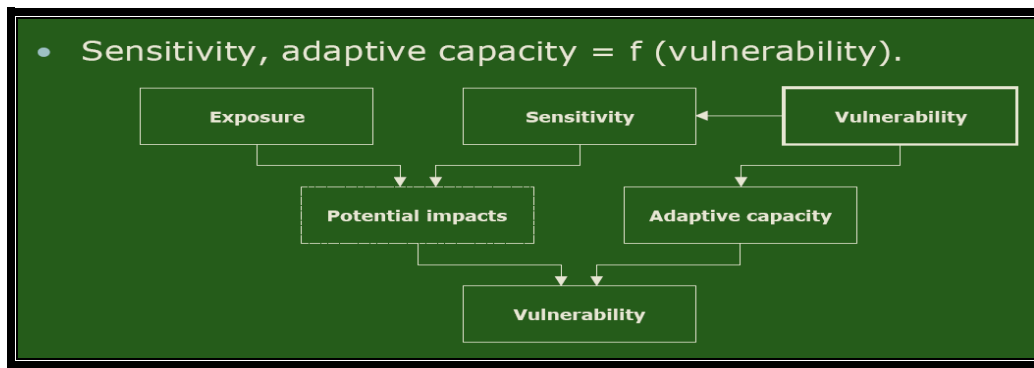 • Sensitivity, adaptive capacity = f (vulnerability).
Exposure
Sensitivity
Vulnerability
Potential impacts
Adaptive capacity
Vulnerability